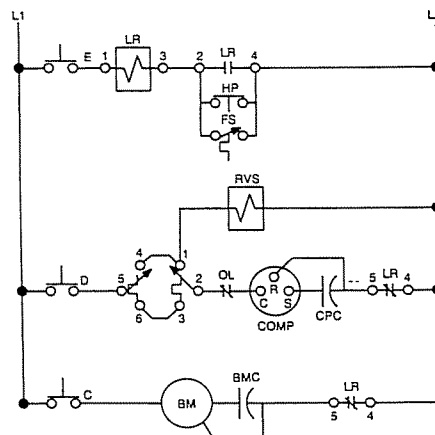 L1 L
LR
E 1 3 2 LR 4
HP
FS
RVS
4 1
D 5 2 OL C R S 5 LR 4
6 3 COMP CPC
C BM BMC LR
5 4